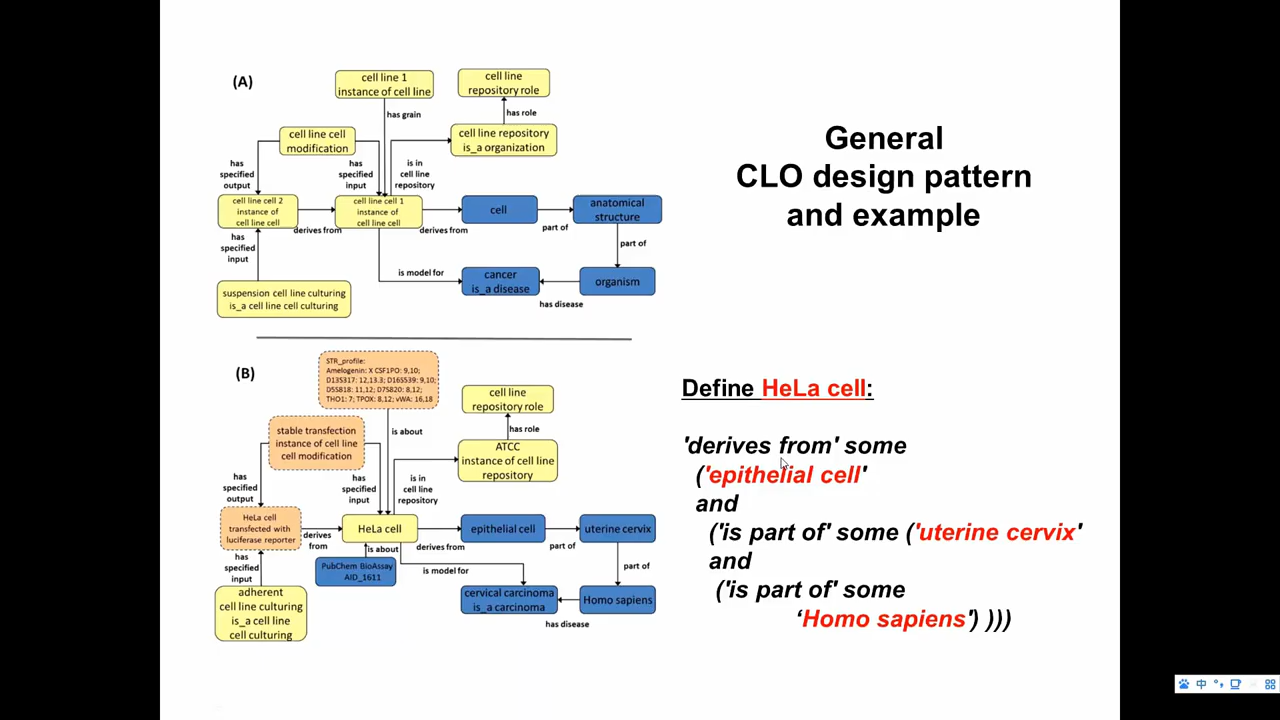 (A)
cell line 1
instance of cell line
cell line
repository role
has grain
has role
cell line cell
modification
cell line repository
is_a organization
has
specified
output
has
specified
input
is in
cell line
repository
cell line cell 2
instance of
cell line cell
derives from
cell line cell 1
instance of
cell line cell
derives from
cell
part of
anatomical
structure
has
specified
input
part of
is model for
cancer
is_a disease
organism
has disease
suspension cell line culturing
is_a cell line cell culturing
General
CLO design pattern
and example
(B)
STR_profile:
Amelogenin: X CSF1PO: 9,10;
D13S317: 12,13.3; D16S539: 9,10;
D5S818: 11,12; D7S820: 8,12;
THO1: 7; TPOX: 8,12; vWA: 16,18
cell line
repository role
is about
has role
stable transfection
instance of cell line
cell modification
ATCC
instance of cell line
repository
has
specified
output
has
specified
input
is in
cell line
repository
HeLa cell
transfected with
luciferase reporter
derives
from
HeLa cell
derives from
epithelial cell
part of
uterine cervix
is about
PubChem BioAssay
AID_1611
has
specified
input
is model for
part of
cervical carcinoma
is_a carcinoma
Homo sapiens
has disease
adherent
cell line culturing
is_a cell line
cell culturing
Define HeLa cell:
'derives from' some
('epithelial cell'
and
('is part of' some ('uterine cervix'
and
('is part of' some
‘Homo sapiens') )))
中